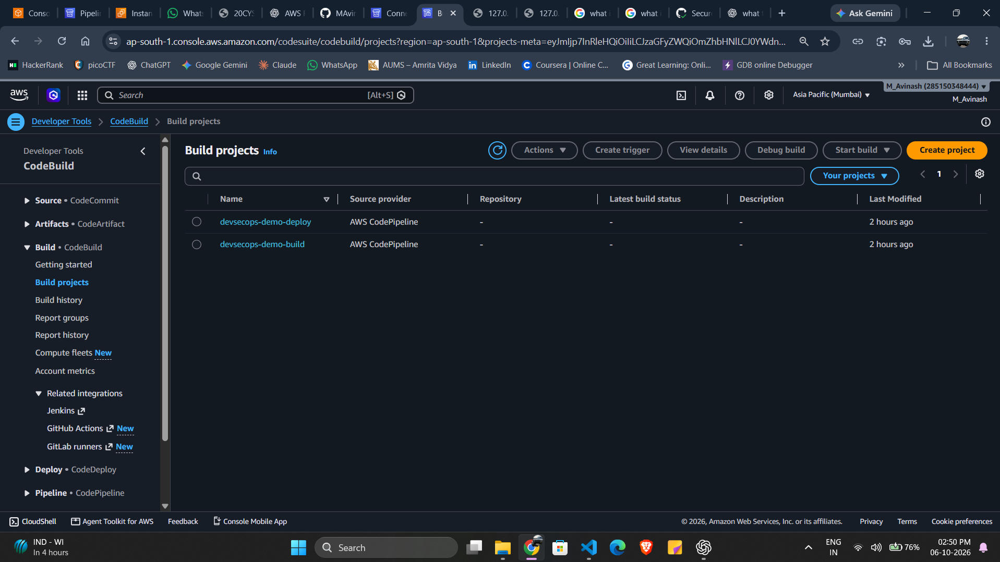 Conso
Pipelin
Instan
Whats
20CYS
AWS F
MAvin
Conne
B
127.0.
127.0.
what i
what i
Secur
what t
Ask Gemini
ap-south-1.console.aws.amazon.com/codesuite/codebuild/projects?region=ap-south-1&projects-meta=eyJmIjp7InRleHQiOiIiLCJzaGFyZWQiOmZhbHNlLCJ0YWdn...
HackerRank
picoCTF
ChatGPT
Google Gemini
Claude
WhatsApp
AUMS – Amrita Vidya
LinkedIn
Coursera | Online C...
Great Learning: Onli...
GDB online Debugger
»
All Bookmarks
aws
Search
[Alt+S]
Asia Pacific (Mumbai)
M_Avinash (285150348444)
M_Avinash
Developer Tools
CodeBuild
Build projects
Developer Tools
CodeBuild
Source • CodeCommit
Artifacts • CodeArtifact
Build • CodeBuild
Getting started
Build projects
Build history
Report groups
Report history
Compute fleets New
Account metrics
Related integrations
Jenkins
GitHub Actions New
GitLab runners New
Deploy • CodeDeploy
Pipeline • CodePipeline
Build projects Info
Actions
Create trigger
View details
Debug build
Start build
Create project
Your projects
1
Name
Source provider
Repository
Latest build status
Description
Last Modified
devsecops-demo-deploy AWS CodePipeline - - - 2 hours ago
devsecops-demo-build AWS CodePipeline - - - 2 hours ago
CloudShell
Agent Toolkit for AWS
Feedback
Console Mobile App
© 2026, Amazon Web Services, Inc. or its affiliates.
Privacy
Terms
Cookie preferences
IND - WI
In 4 hours
Search
ENG
IN
76%
02:50 PM
06-10-2026